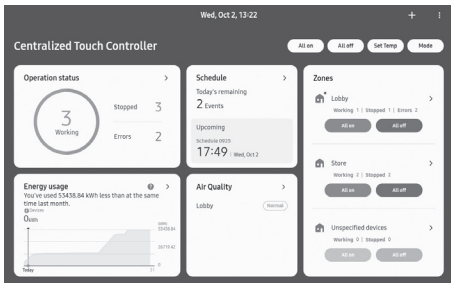 Wed, Oct 2, 13:22
Centralized Touch Controller
All on
All off
Set Temp
Mode
Operation status
3
Working
Stopped 3
Errors 2
Schedule
Today's remaining
2 Events
Upcoming
Schedule 0925
17:49 | Wed, Oct 2
Zones
Lobby
Working 1 | Stopped 1 | Errors 2
All on
All off
Store
Working 2 | Stopped 2
All on
All off
Unspecified devices
Working 0 | Stopped 0
All on
All off
Energy usage
You've used 53438.84 kWh less than at the same
time last month.
Devices
0kWh
53438.84
26719.42
0
Today
31
Air Quality
Lobby
Normal